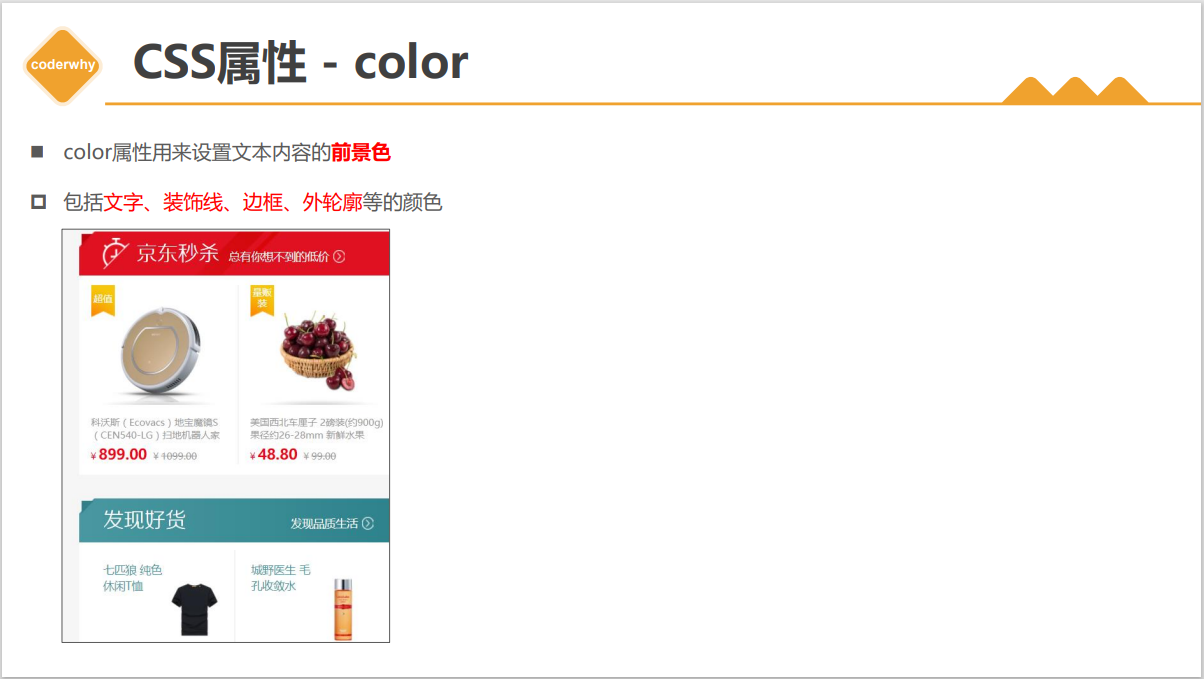 coderwhy
CSS属性 - color
color属性用来设置文本内容的前景色
包括文字、装饰线、边框、外轮廓等的颜色
京东秒杀 总有你想不到的低价
超值
量贩
装
科沃斯（Ecovacs）地宝魔镜S
（CEN540-LG）扫地机器人家
¥ 899.00 ¥ 1099.00
美国西北车厘子 2磅装(约900g)
果径约26-28mm 新鲜水果
¥ 48.80 ¥ 99.00
发现好货 发现品质生活
七匹狼 纯色
休闲T恤
城野医生 毛
孔收敛水